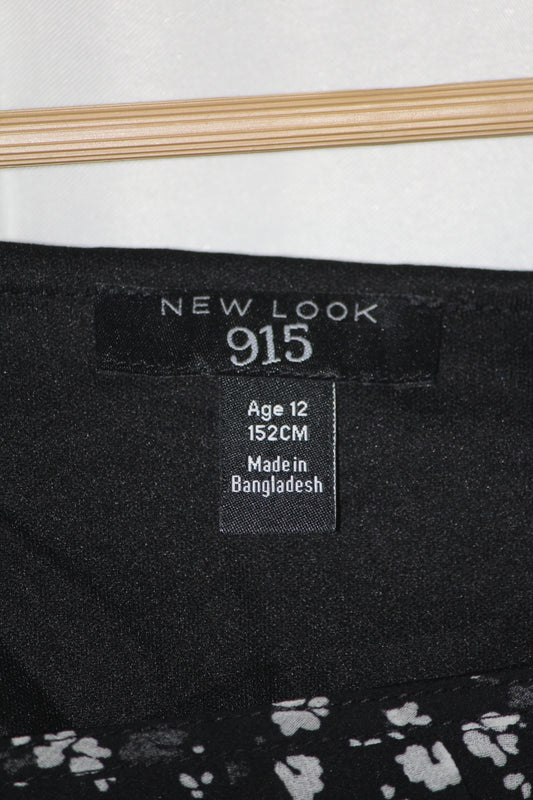 NEW LOOK
915
Age 12
152CM
Made in
Bangladesh